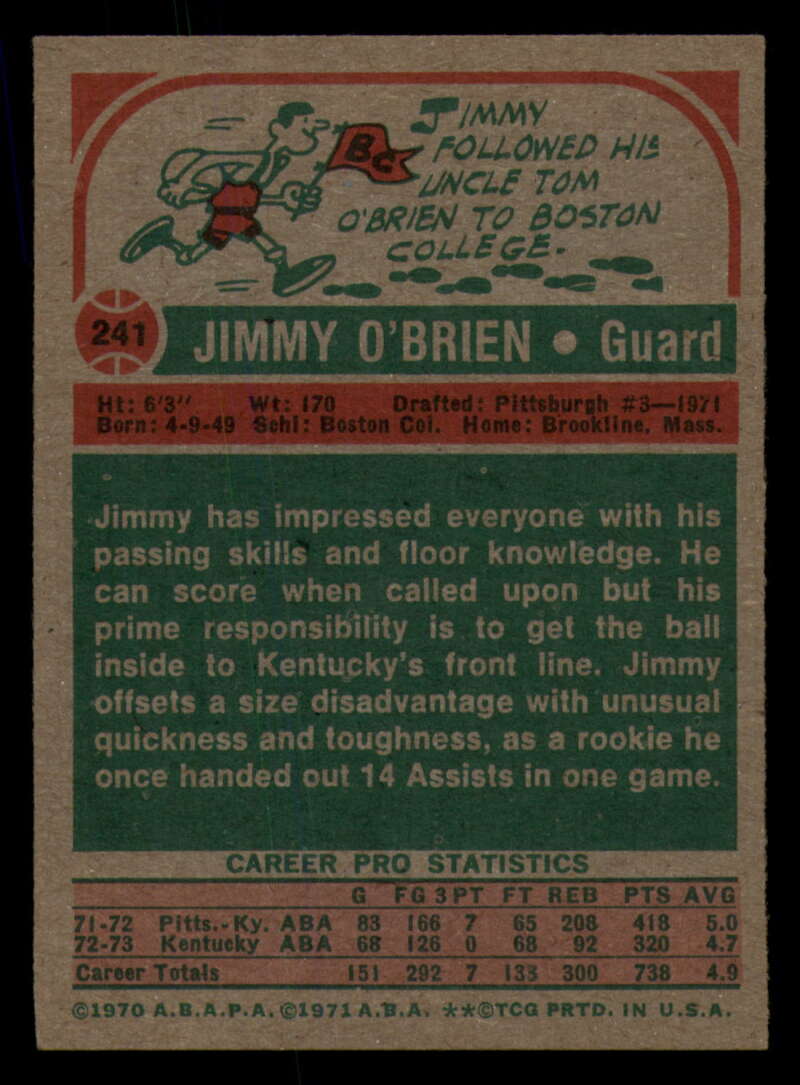 BC
JIMMY
FOLLOWED HIS
UNCLE TOM
O'BRIEN TO BOSTON
COLLEGE.
241
JIMMY O'BRIEN • Guard
Ht: 6'3" Wt: 170 Drafted: Pittsburgh #3—1971
Born: 4-9-49 Schl: Boston Col. Home: Brookline, Mass.
Jimmy has impressed everyone with his
passing skills and floor knowledge. He
can score when called upon but his
prime responsibility is to get the ball
inside to Kentucky's front line. Jimmy
offsets a size disadvantage with unusual
quickness and toughness, as a rookie he
once handed out 14 Assists in one game.
CAREER PRO STATISTICS
G FG 3PT FT REB PTS AVG
71-72 Pitts.-Ky. ABA 83 166 7 65 208 418 5.0
72-73 Kentucky ABA 68 126 0 68 92 320 4.7
Career Totals 151 292 7 133 300 738 4.9
©1970 A.B.A.P.A. ©1971 A.B.A. **©TCG PRTD. IN U.S.A.